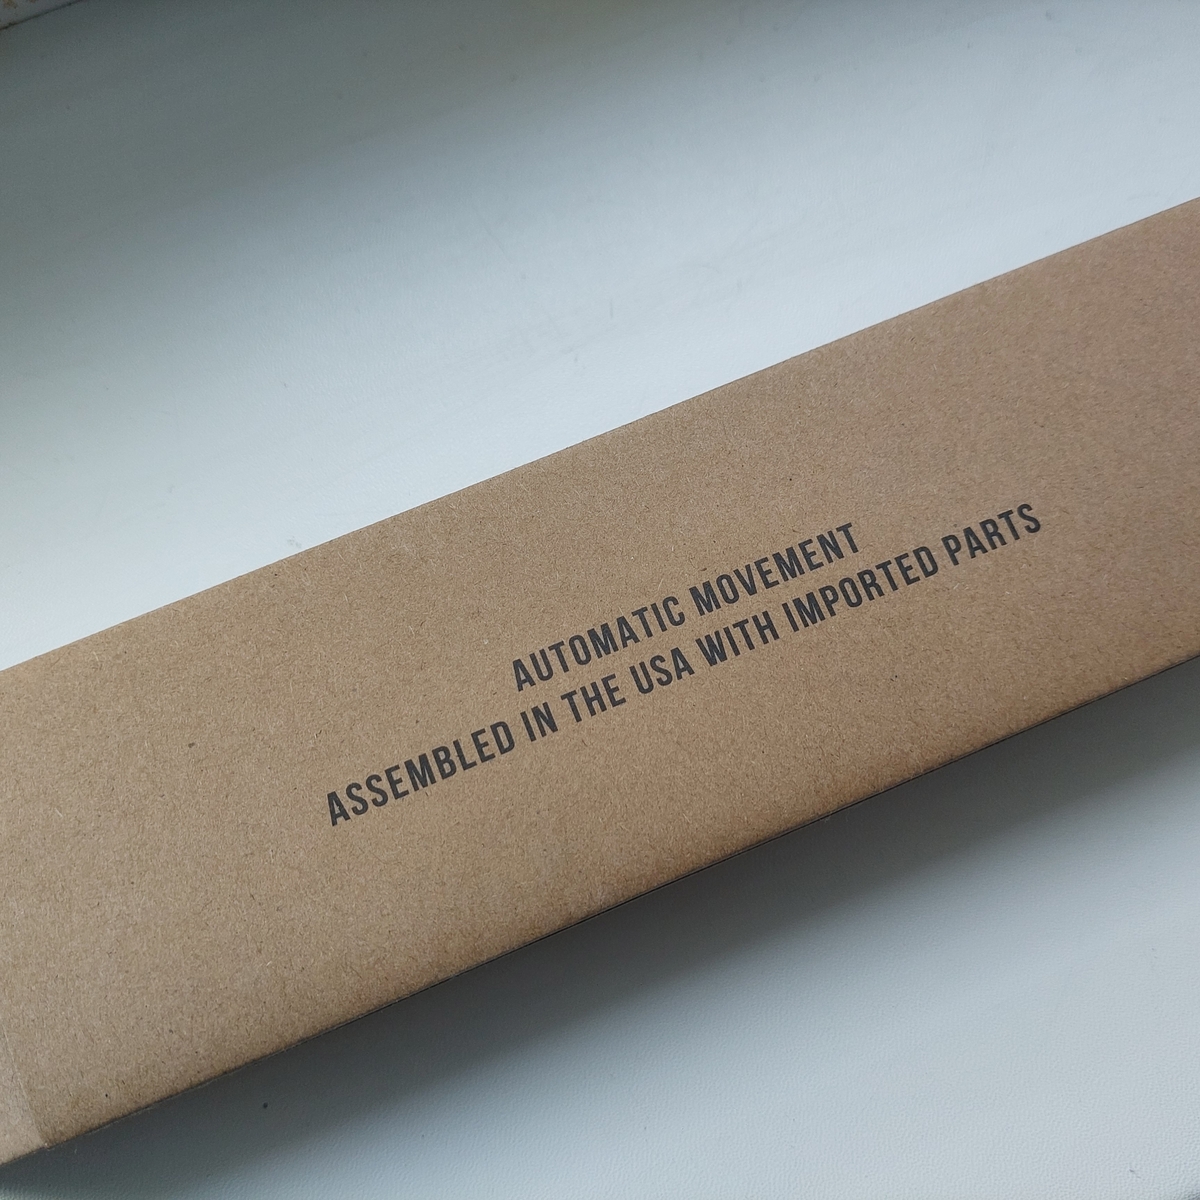 AUTOMATIC MOVEMENT
ASSEMBLED IN THE USA WITH IMPORTED PARTS